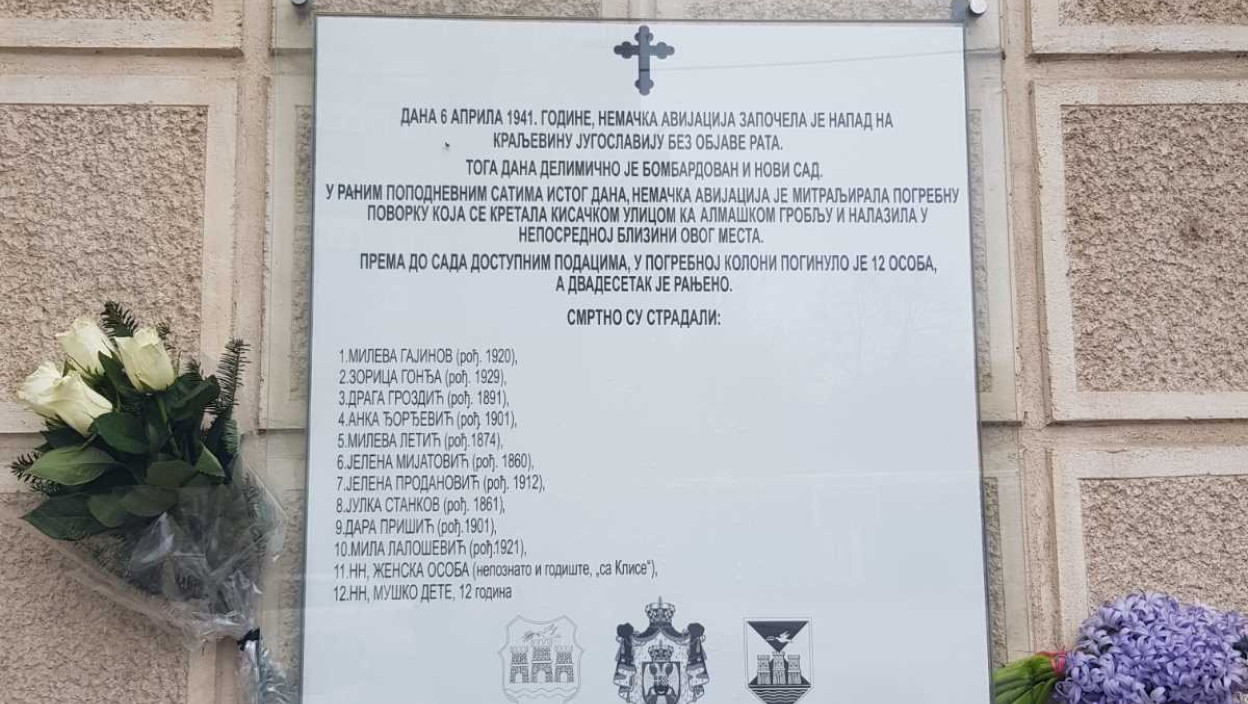 ДАНА 6 АПРИЛА 1941. ГОДИНЕ, НЕМАЧКА АВИЈАЦИЈА ЗАПОЧЕЛА ЈЕ НАПАД НА
КРАЉЕВИНУ ЈУГОСЛАВИЈУ БЕЗ ОБЈАВЕ РАТА.
ТОГА ДАНА ДЕЛИМИЧНО ЈЕ БОМБАРДОВАН И НОВИ САД.
У РАНИМ ПОПОДНЕВНИМ САТИМА ИСТОГ ДАНА, НЕМАЧКА АВИЈАЦИЈА ЈЕ МИТРАЉИРАЛА ПОГРЕБНУ
ПОВОРКУ КОЈА СЕ КРЕТАЛА КИСАЧКОМ УЛИЦОМ КА АЛМАШКОМ ГРОБЉУ И НАЛАЗИЛА У
НЕПОСРЕДНОЈ БЛИЗИНИ ОВОГ МЕСТА.
ПРЕМА ДО САДА ДОСТУПНИМ ПОДАЦИМА, У ПОГРЕБНОЈ КОЛОНИ ПОГИНУЛО ЈЕ 12 ОСОБА,
А ДВАДЕСЕТАК ЈЕ РАЊЕНО.
СМРТНО СУ СТРАДАЛИ:
1.МИЛЕВА ГАЈИНОВ (рођ. 1920),
2.ЗОРИЦА ГОНЂА (рођ. 1929),
3.ДРАГА ГРОЗДИЋ (рођ. 1891),
4.АНКА ЂОРЂЕВИЋ (рођ. 1901),
5.МИЛЕВА ЛЕТИЋ (рођ.1874),
6.ЈЕЛЕНА МИЈАТОВИЋ (рођ. 1860),
7.ЈЕЛЕНА ПРОДАНОВИЋ (рођ. 1912),
8.ЈУЛКА СТАНКОВ (рођ. 1861),
9.ДАРА ПРИШИЋ (рођ.1901),
10.МИЛА ЛАЛОШЕВИЋ (рођ.1921),
11.НН, ЖЕНСКА ОСОБА (непознато и годиште, „са Клисе“),
12.НН, МУШКО ДЕТЕ, 12 година